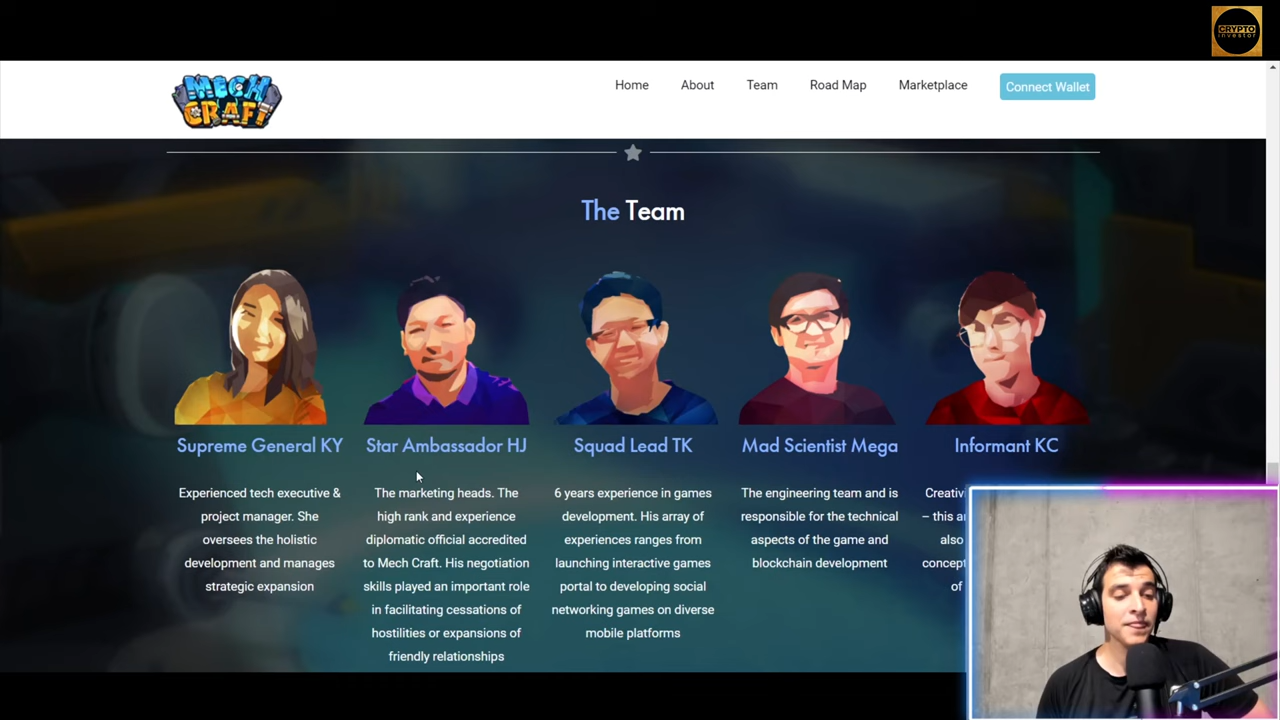 CRYPTO
investor
MECH
CRAFT
Home
About
Team
Road Map
Marketplace
Connect Wallet
The Team
Supreme General KY
Experienced tech executive &
project manager. She
oversees the holistic
development and manages
strategic expansion
Star Ambassador HJ
The marketing heads. The
high rank and experience
diplomatic official accredited
to Mech Craft. His negotiation
skills played an important role
in facilitating cessations of
hostilities or expansions of
friendly relationships
Squad Lead TK
6 years experience in games
development. His array of
experiences ranges from
launching interactive games
portal to developing social
networking games on diverse
mobile platforms
Mad Scientist Mega
The engineering team and is
responsible for the technical
aspects of the game and
blockchain development
Informant KC
– this
also
of